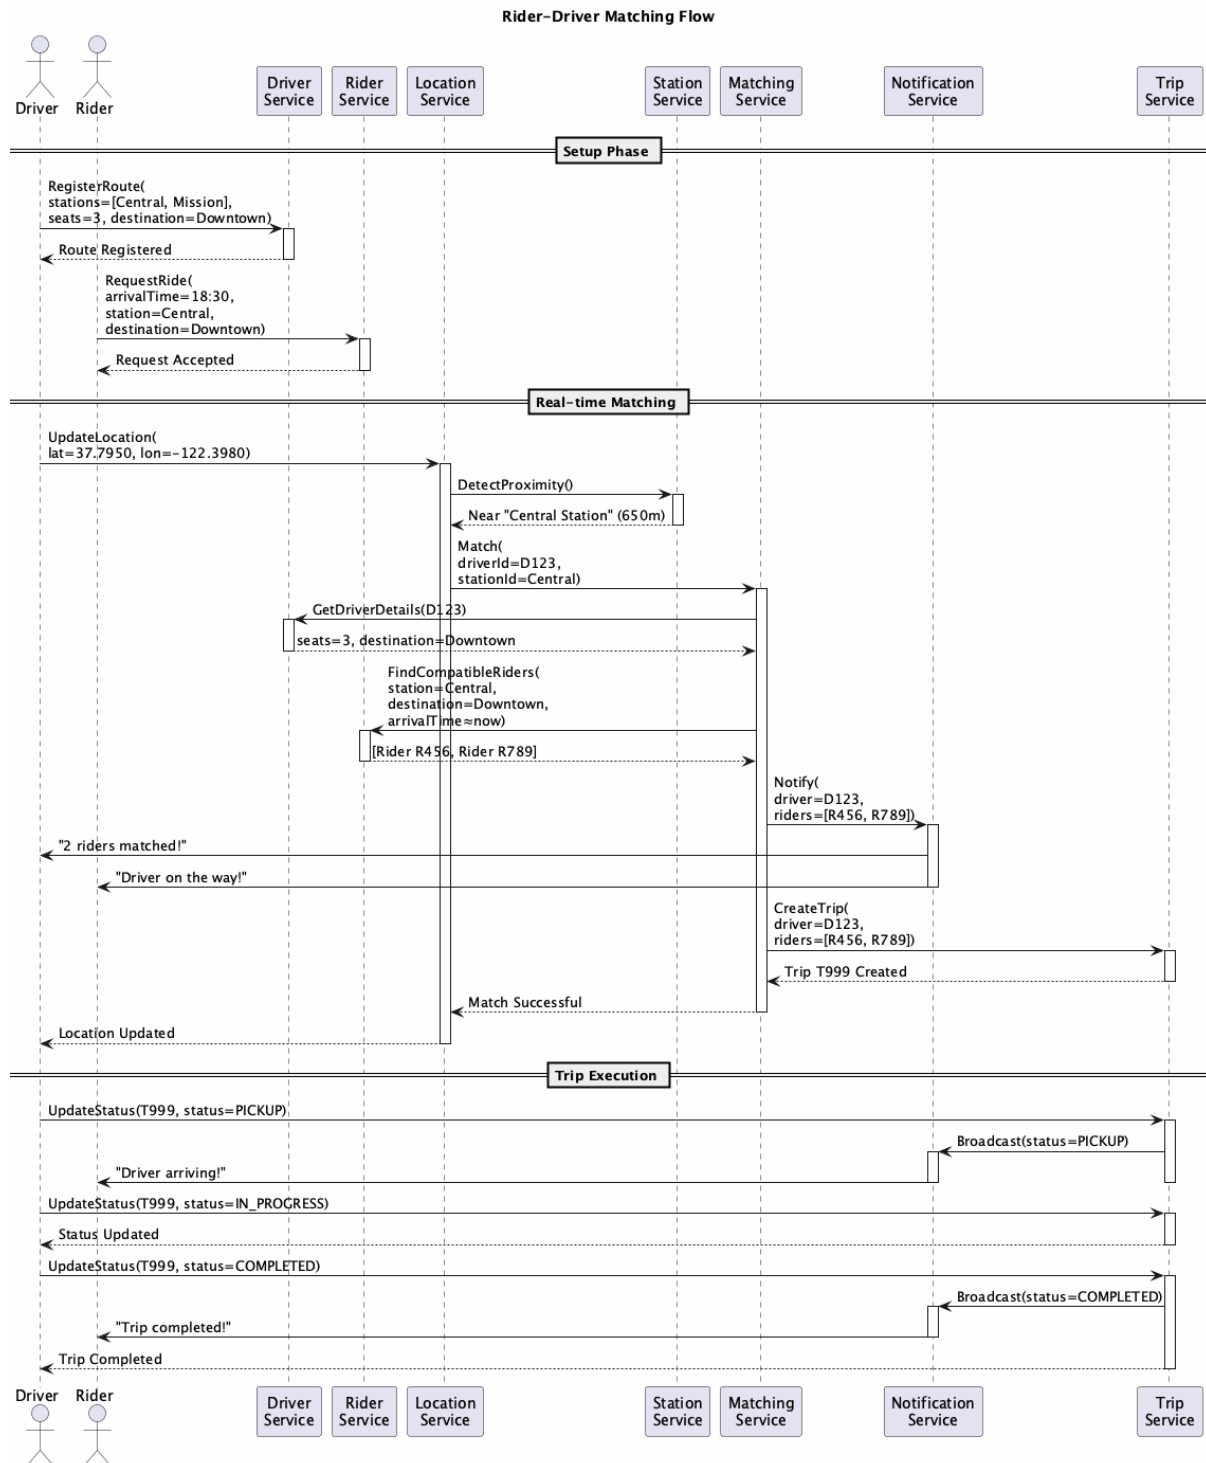 Rider-Driver Matching Flow
Driver
Rider
Driver
Service
Rider
Service
Location
Service
Station
Service
Matching
Service
Notification
Service
Trip
Service
Setup Phase
RegisterRoute(
stations=[Central, Mission],
seats=3, destination=Downtown)
Route Registered
RequestRide(
arrivalTime=18:30,
station=Central,
destination=Downtown)
Request Accepted
Real-time Matching
UpdateLocation(
lat=37.7950, lon=-122.3980)
DetectProximity()
Near "Central Station" (650m)
Match(
driverId=D123,
stationId=Central)
GetDriverDetails(D123)
seats=3, destination=Downtown
FindCompatibleRiders(
station=Central,
destination=Downtown,
arrivalTime≈now)
[Rider R456, Rider R789]
Notify(
driver=D123,
riders=[R456, R789])
"2 riders matched!"
"Driver on the way!"
CreateTrip(
driver=D123,
riders=[R456, R789])
Trip T999 Created
Match Successful
Location Updated
Trip Execution
UpdateStatus(T999, status=PICKUP)
Broadcast(status=PICKUP)
"Driver arriving!"
UpdateStatus(T999, status=IN_PROGRESS)
Status Updated
UpdateStatus(T999, status=COMPLETED)
Broadcast(status=COMPLETED)
"Trip completed!"
Trip Completed
Driver
Rider
Driver
Service
Rider
Service
Location
Service
Station
Service
Matching
Service
Notification
Service
Trip
Service